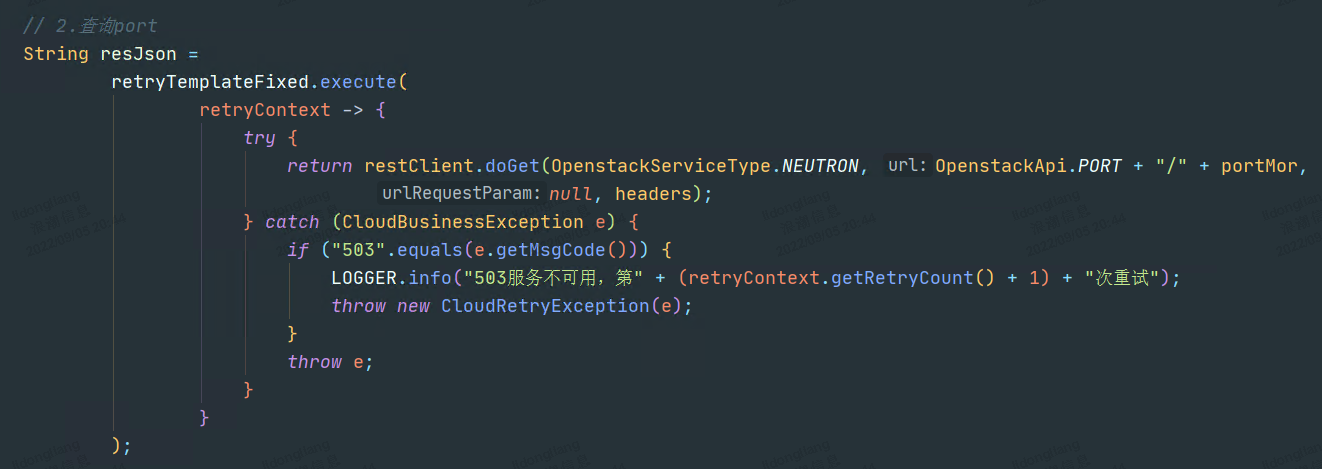 // 2.查询port
String resJson =
retryTemplateFixed.execute(
retryContext -> {
try {
return restClient.doGet(OpenstackServiceType.NEUTRON, url: OpenstackApi.PORT + "/" + portMor,
urlRequestParam: null, headers);
} catch (CloudBusinessException e) {
if ("503".equals(e.getMsgCode())) {
LOGGER.info("503服务不可用，第" + (retryContext.getRetryCount() + 1) + "次重试");
throw new CloudRetryException(e);
}
throw e;
}
}
);